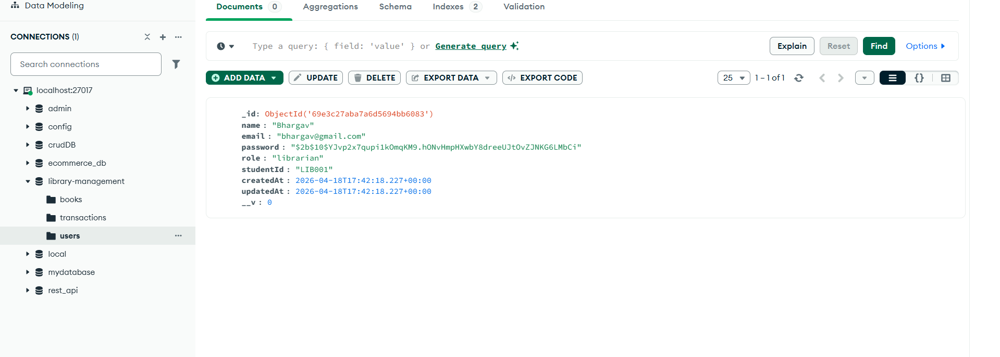 Data Modeling
CONNECTIONS (1)
Search connections
localhost:27017
admin
config
crudDB
ecommerce_db
library-management
books
transactions
users
local
mydatabase
rest_api
Documents 0 Aggregations Schema Indexes 2 Validation
Type a query: { field: 'value' } or Generate query Explain Reset Find Options
ADD DATA UPDATE DELETE EXPORT DATA EXPORT CODE 25 1 – 1 of 1
_id: ObjectId('69e3c27aba7a6d5694bb6083')
name : "Bhargav"
email : "bhargav@gmail.com"
password : "$2b$10$YJvp2x7qupi1kOmqKM9.hONvHmpHXwbY8dreeUJtOvZJNKG6LMbCi"
role : "librarian"
studentId : "LIB001"
createdAt : 2026-04-18T17:42:18.227+00:00
updatedAt : 2026-04-18T17:42:18.227+00:00
__v : 0